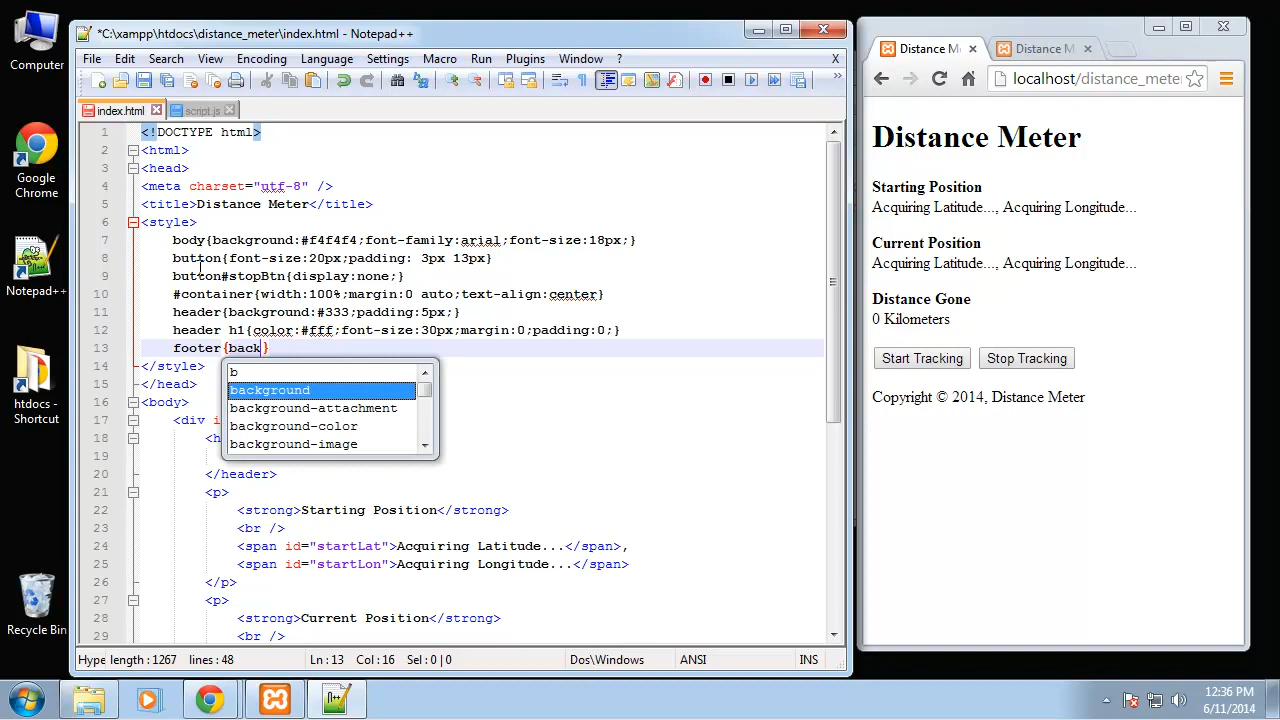 Computer
Google
Chrome
Notepad++
htdocs -
Shortcut
Recycle Bin
*C:\xampp\htdocs\distance_meter\index.html - Notepad++
File Edit Search View Encoding Language Settings Macro Run Plugins Window ? X
index.html script.js
1 <!DOCTYPE html>
2 <html>
3 <head>
4 <meta charset="utf-8" />
5 <title>Distance Meter</title>
6 <style>
7 body{background:#f4f4f4;font-family:arial;font-size:18px;}
8 button{font-size:20px;padding: 3px 13px}
9 button#stopBtn{display:none;}
10 #container{width:100%;margin:0 auto;text-align:center}
11 header{background:#333;padding:5px;}
12 header h1{color:#fff;font-size:30px;margin:0;padding:0;}
13 footer{back}
14 </style>
15 </head>
16 <body>
17 <div i
18 <h
19
20 </header>
21 <p>
22 <strong>Starting Position</strong>
23 <br />
24 <span id="startLat">Acquiring Latitude...</span>,
25 <span id="startLon">Acquiring Longitude...</span>
26 </p>
27 <p>
28 <strong>Current Position</strong>
29 <br />
b
background
background-attachment
background-color
background-image
Hype length : 1267 lines : 48 Ln : 13 Col : 16 Sel : 0 | 0 Dos\Windows ANSI INS
Distance M Distance M
localhost/distance_mete
Distance Meter
Starting Position
Acquiring Latitude..., Acquiring Longitude...
Current Position
Acquiring Latitude..., Acquiring Longitude...
Distance Gone
0 Kilometers
Start Tracking Stop Tracking
Copyright © 2014, Distance Meter
12:36 PM
6/11/2014